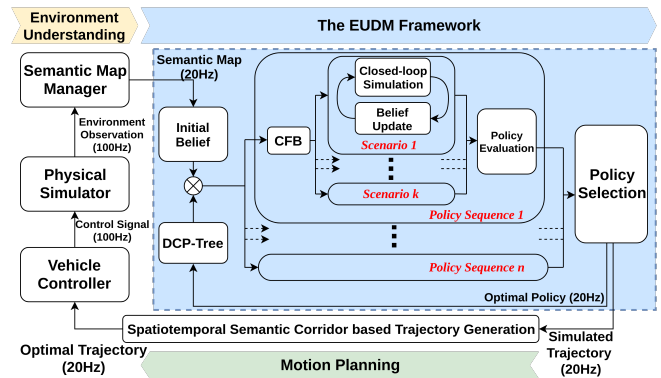 Environment
Understanding
The EUDM Framework
Semantic Map
Manager
Semantic Map
(20Hz)
Environment
Observation
(100Hz)
Initial
Belief
Physical
Simulator
Control Signal
(100Hz)
DCP-Tree
Vehicle
Controller
CFB
Closed-loop
Simulation
Belief
Update
Scenario 1
Scenario k
Policy
Evaluation
Policy Sequence 1
Policy Sequence n
Policy
Selection
Optimal Policy (20Hz)
Spatiotemporal Semantic Corridor based Trajectory Generation
Optimal Trajectory
(20Hz)
Simulated
Trajectory
(20Hz)
Motion Planning